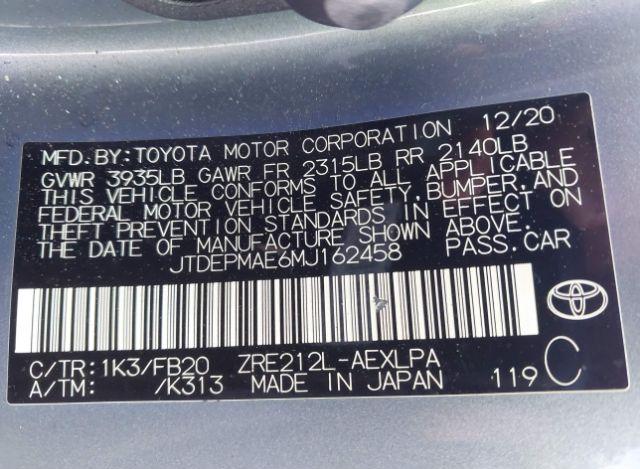 MFD.BY:TOYOTA MOTOR CORPORATION 12/20
GVWR 3935LB GAWR FR 2315LB RR 2140LB
THIS VEHICLE CONFORMS TO ALL APPLICABLE
FEDERAL MOTOR VEHICLE SAFETY,BUMPER,AND
THEFT PREVENTION STANDARDS IN EFFECT ON
THE DATE OF MANUFACTURE SHOWN ABOVE.
JTDEPMAE6MJ162458 PASS.CAR
C/TR:1K3/FB20 ZRE212L-AEXLPA
A/TM: /K313 MADE IN JAPAN 119 C